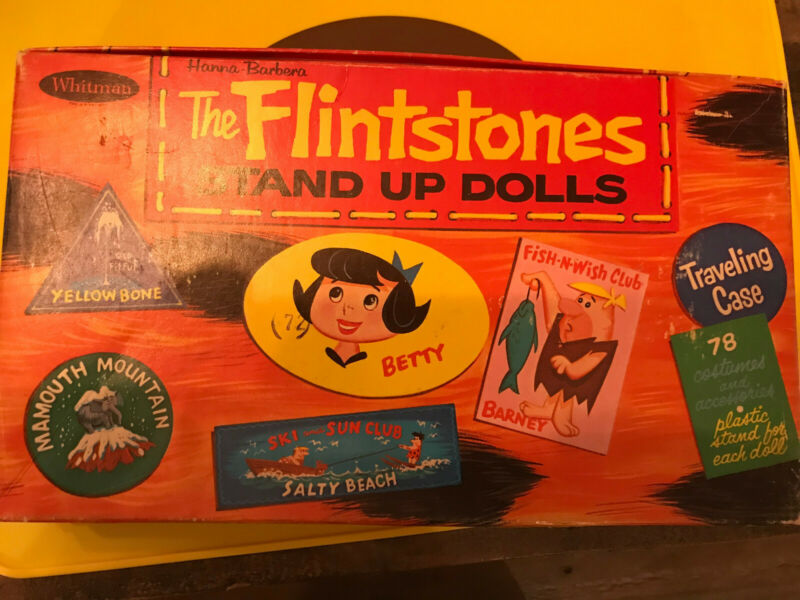 Whitman
Hanna-Barbera
The Flintstones
STAND UP DOLLS
YELLOW BONE
(72)
BETTY
FISH-N-WISH CLUB
BARNEY
Traveling
Case
78
costumes
and
accessories
plastic
stand for
each doll
MAMOUTH MOUNTAIN
SKI AND SUN CLUB
SALTY BEACH